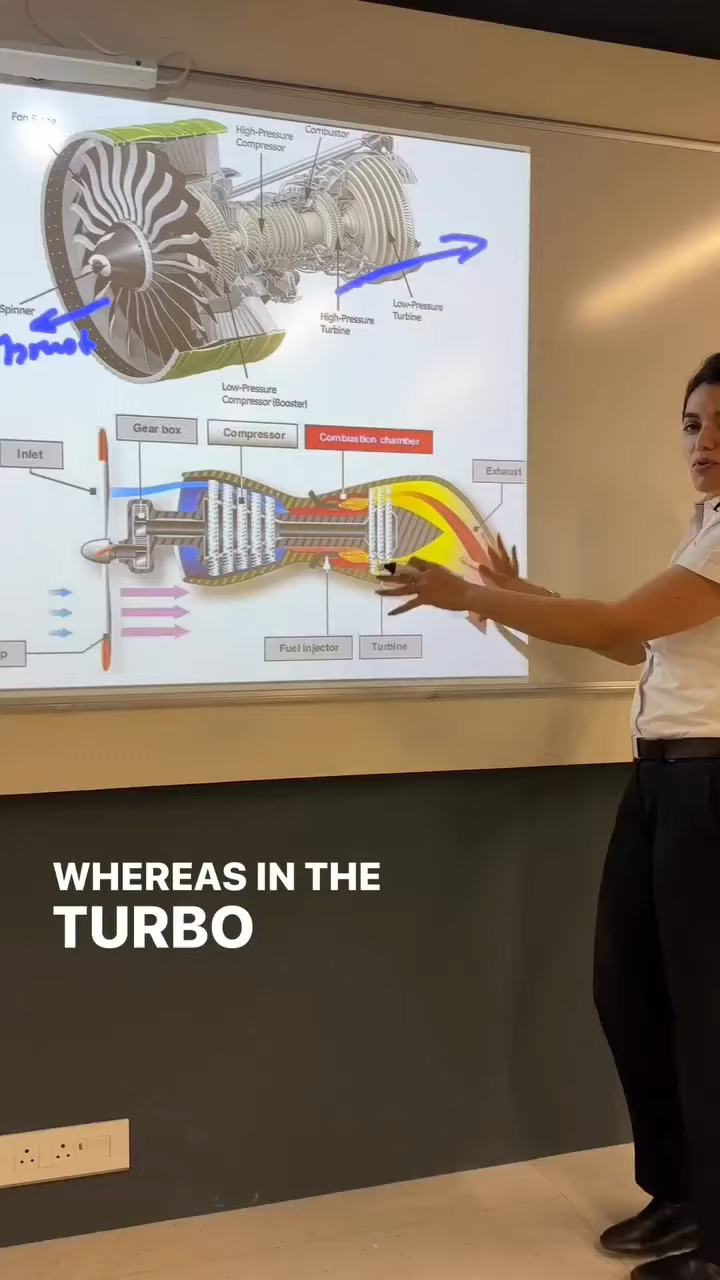 Fan Blade
High-Pressure
Compressor
Combustor
Spinner
Thrust
High-Pressure
Turbine
Low-Pressure
Turbine
Low-Pressure
Compressor (Booster)
Inlet
Gear box
Compressor
Combustion chamber
Exhaust
Fuel injector
Turbine
WHEREAS IN THE
TURBO